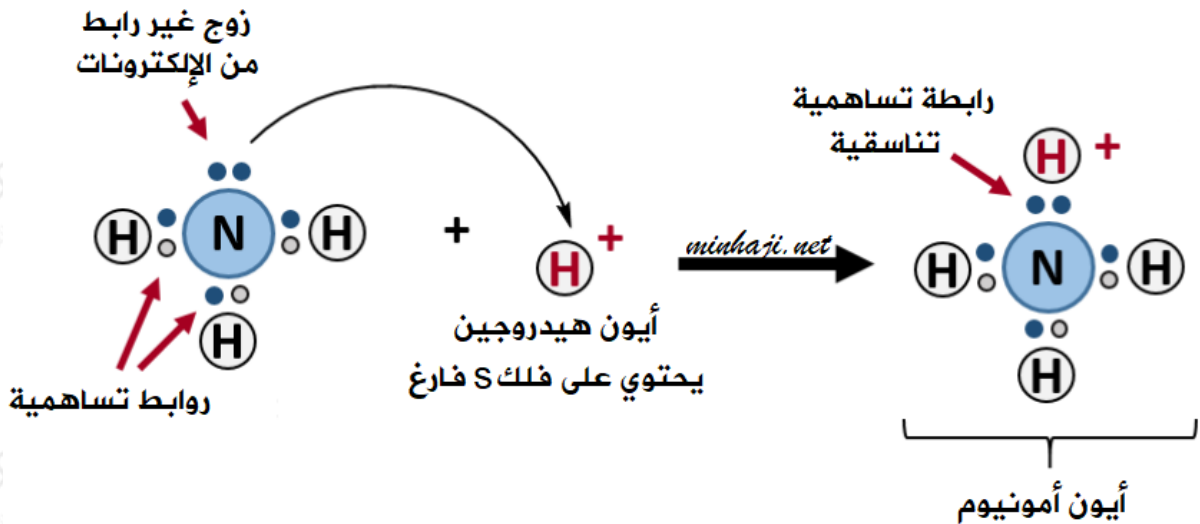 زوج غير رابط
من الإلكترونات
H N H
H
+
H +
أيون هيدروجين
يحتوي على فلك S فارغ
روابط تساهمية
minhaji.net
رابطة تساهمية
تناسقية
H +
H N H
H
أيون أمونيوم